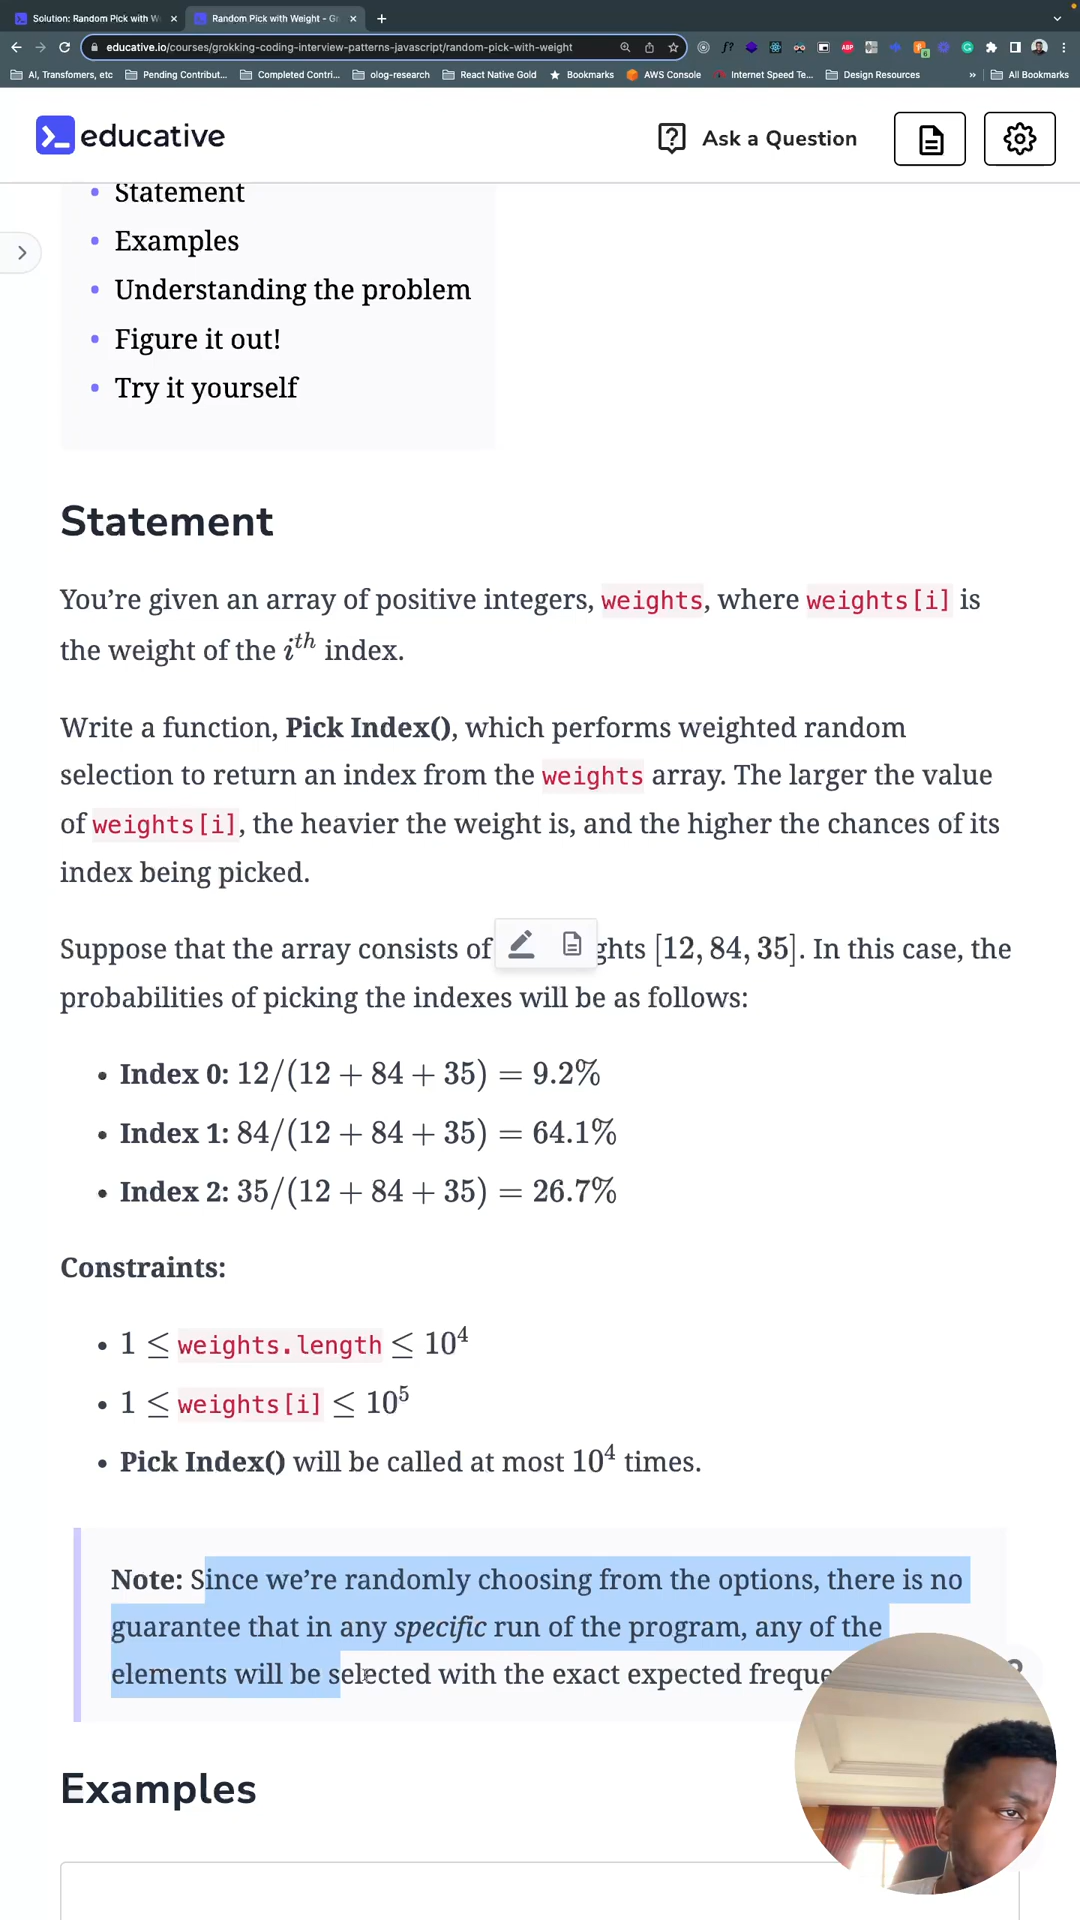 Solution: Random Pick with W
Random Pick with Weight - G
educative.io/courses/grokking-coding-interview-patterns-javascript/random-pick-with-weight
AI, Transfomers, etc
Pending Contribut...
Completed Contri...
olog-research
React Native Gold
Bookmarks
AWS Console
Internet Speed Te...
Design Resources
»
All Bookmarks
educative
Ask a Question
• Statement
• Examples
• Understanding the problem
• Figure it out!
• Try it yourself
Statement
You’re given an array of positive integers, weights, where weights[i] is
the weight of the iᵗʰ index.
Write a function, Pick Index(), which performs weighted random
selection to return an index from the weights array. The larger the value
of weights[i], the heavier the weight is, and the higher the chances of its
index being picked.
Suppose that the array consists of ghts [12, 84, 35]. In this case, the
probabilities of picking the indexes will be as follows:
• Index 0: 12/(12 + 84 + 35) = 9.2%
• Index 1: 84/(12 + 84 + 35) = 64.1%
• Index 2: 35/(12 + 84 + 35) = 26.7%
Constraints:
• 1 ≤ weights.length ≤ 10⁴
• 1 ≤ weights[i] ≤ 10⁵
• Pick Index() will be called at most 10⁴ times.
Note: Since we’re randomly choosing from the options, there is no
guarantee that in any specific run of the program, any of the
elements will be selected with the exact expected freque
Examples